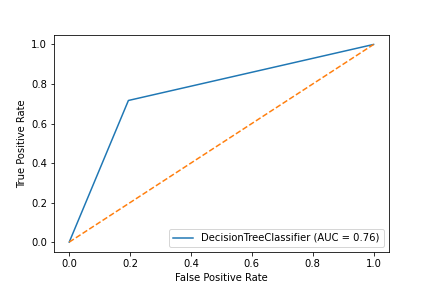 1.0
0.8
0.6
0.4
0.2
0.0
True Positive Rate
DecisionTreeClassifier (AUC = 0.76)
0.0 0.2 0.4 0.6 0.8 1.0
False Positive Rate